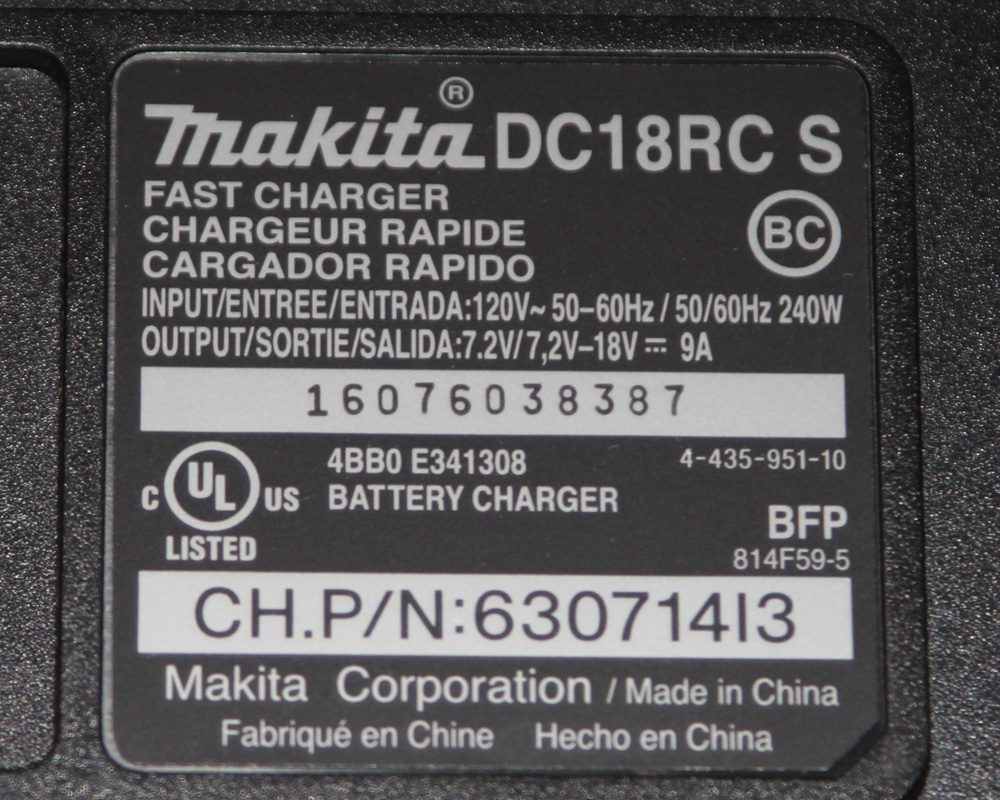 makita® DC18RC S
FAST CHARGER
CHARGEUR RAPIDE
CARGADOR RAPIDO
BC
INPUT/ENTREE/ENTRADA:120V~ 50-60Hz / 50/60Hz 240W
OUTPUT/SORTIE/SALIDA:7.2V/7,2V-18V ⎓ 9A
16076038387
C UL US
LISTED
4BB0 E341308
BATTERY CHARGER
4-435-951-10
BFP
814F59-5
CH.P/N:630714I3
Makita Corporation / Made in China
Fabriqué en Chine Hecho en China